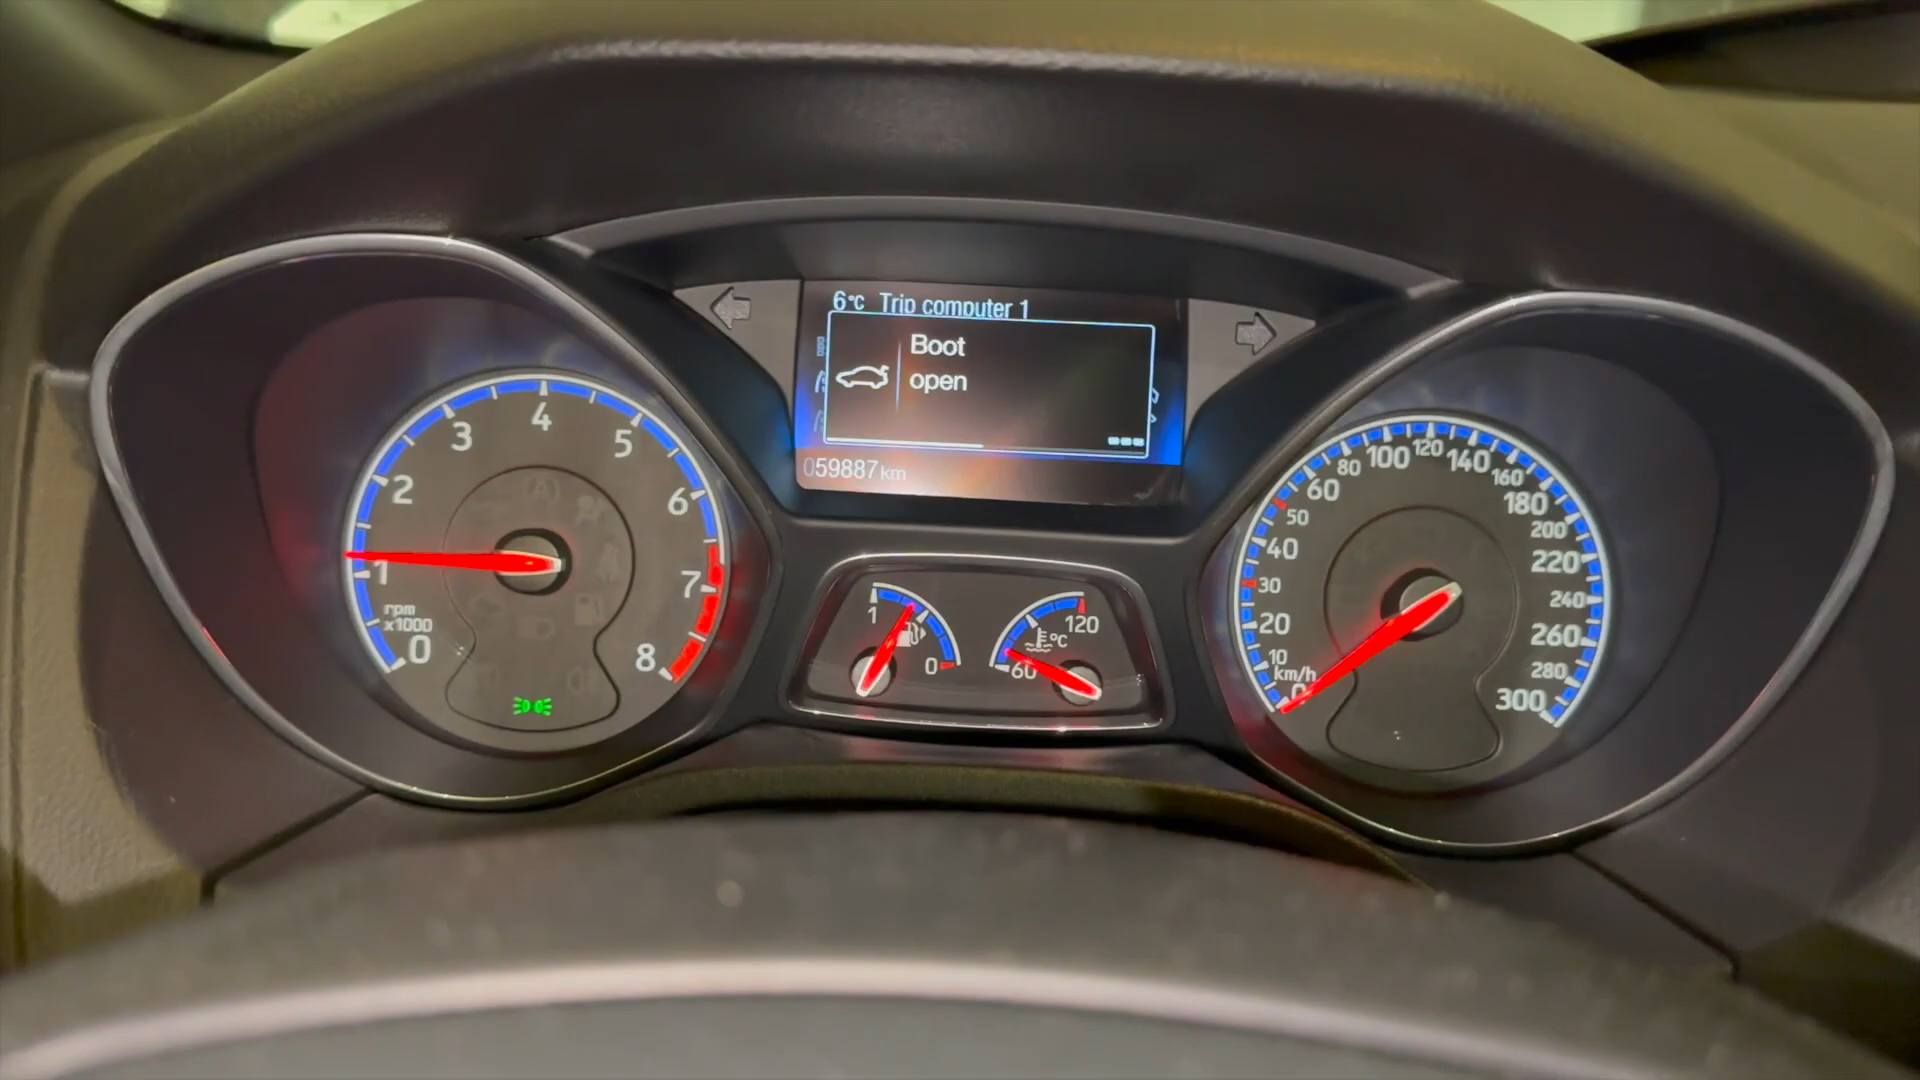 6°C Trip computer 1
Boot
open
059887 km
0 1 2 3 4 5 6 7 8
rpm
x1000
1 0
60 120
°C
0 10 20 30 40 50 60 80 100 120 140 160 180 200 220 240 260 280 300
km/h